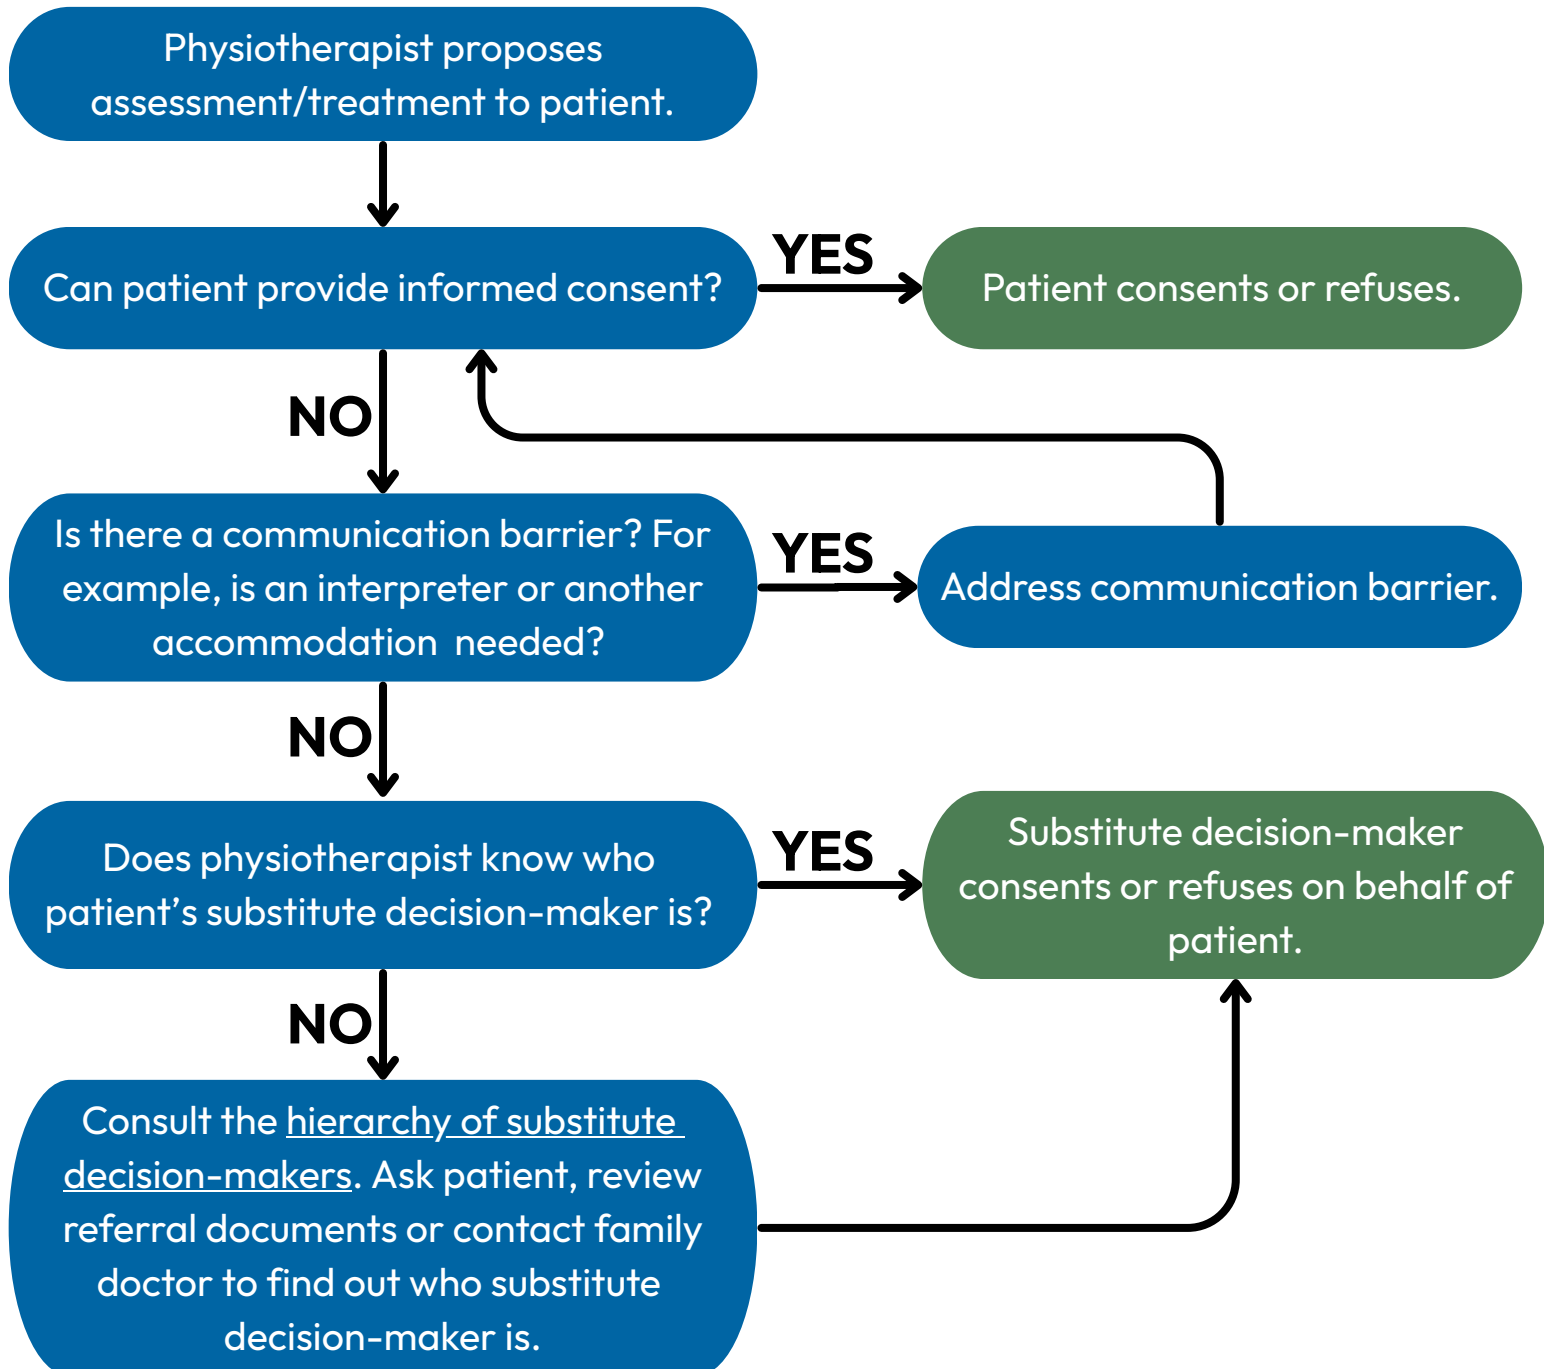 Physiotherapist proposes
assessment/treatment to patient.
Can patient provide informed consent?
YES
Patient consents or refuses.
NO
Is there a communication barrier? For
example, is an interpreter or another
accommodation  needed?
YES
Address communication barrier.
NO
Does physiotherapist know who
patient’s substitute decision-maker is?
YES
Substitute decision-maker
consents or refuses on behalf of
patient.
NO
Consult the hierarchy of substitute
decision-makers. Ask patient, review
referral documents or contact family
doctor to find out who substitute
decision-maker is.